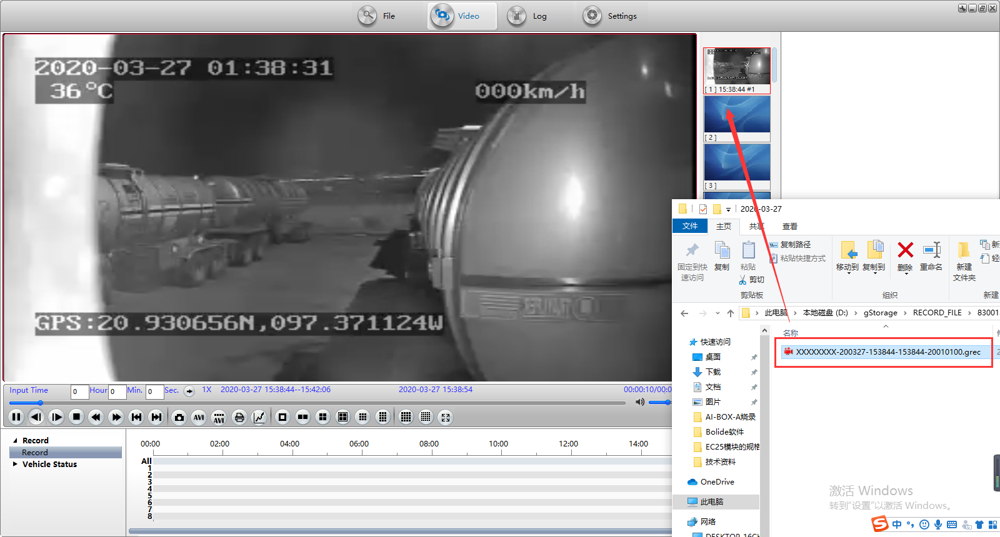 File
Video
Log
Settings
2020-03-27 01:38:31
36°C
000km/h
GPS:20.930656N,097.371124W
[ 1 ] 15:38:44 #1
[ 2 ]
[ 3 ]
Input Time
0
Hour
0
Min.
0
Sec.
1X
2020-03-27 15:38:44--15:42:06
2020-03-27 15:38:54
00:00:10/00:0
AVI
AVI
Record
Record
Vehicle Status
00:00
02:00
04:00
06:00
08:00
10:00
12:00
14:00
All
1
2
3
4
5
6
7
8
2020-03-27
文件
主页
共享
查看
固定到快
速访问
复制
粘贴
复制路径
粘贴快捷方式
剪切
剪贴板
移动到
复制到
删除
重命名
组织
新建
文件夹
新建
此电脑
本地磁盘 (D:)
gStorage
RECORD_FILE
83001
名称
XXXXXXXX-200327-153844-153844-20010100.grec
快速访问
桌面
下载
文档
图片
AI-BOX-A烧录
Bolide软件
EC25模块的规格
技术资料
OneDrive
此电脑
网络
DESKTOP-16CK
激活 Windows
转到"设置"以激活 Windows。
中